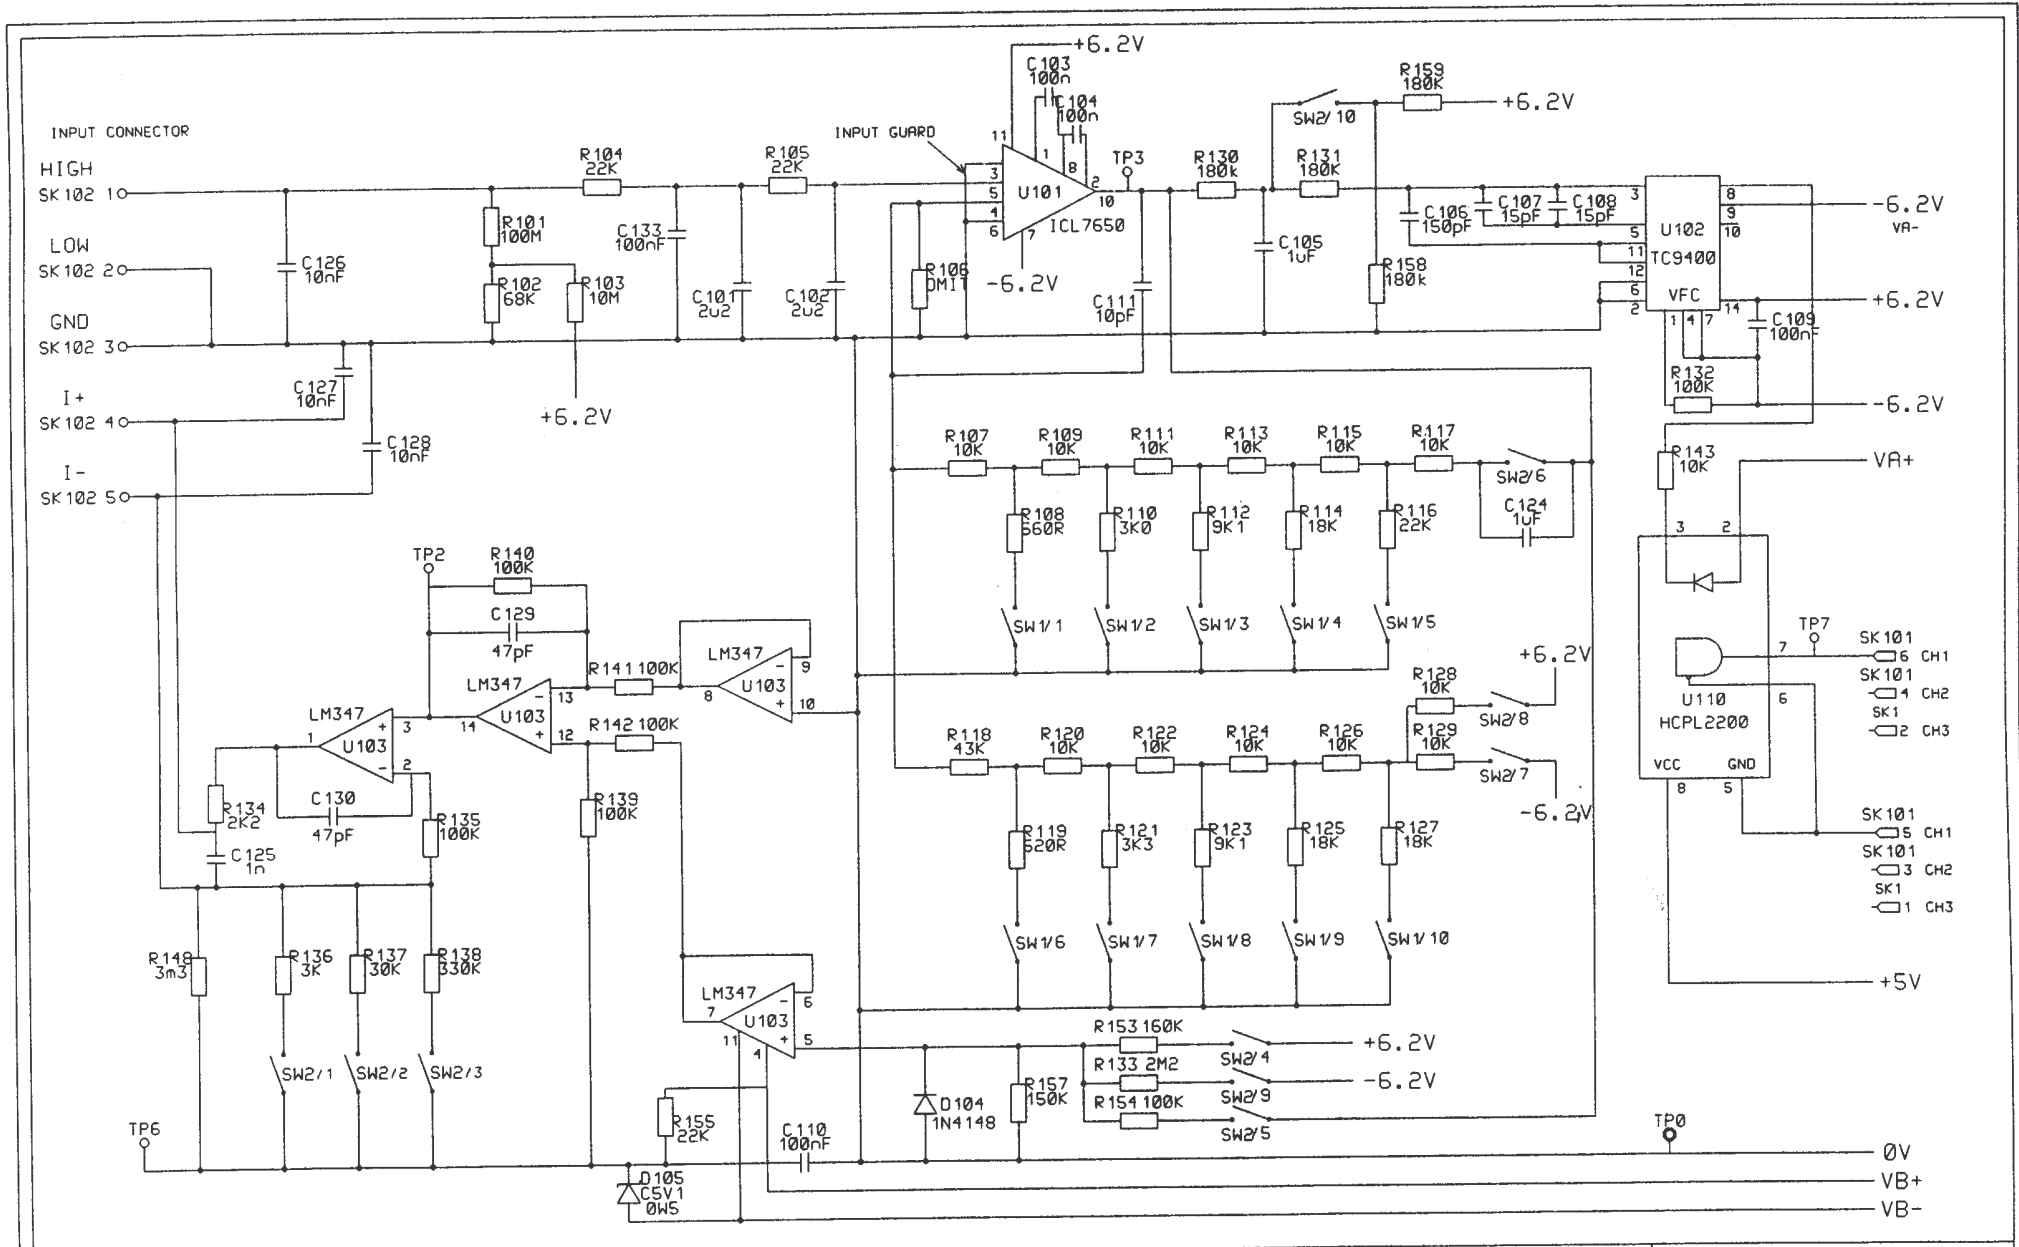 INPUT CONNECTOR
HIGH
SK102 1
LOW
SK102 2
GND
SK102 3
I+
SK102 4
I-
SK102 5
C126
10nF
C127
10nF
C128
10nF
R101
100M
R102
68K
R103
10M
+6.2V
R104
22K
C133
100nF
C101
2u2
R105
22K
C102
2u2
INPUT GUARD
R106
OMIT
+6.2V
C103
100n
C104
100n
11
1
8
3
5
4
6
2
10
7
U101
ICL7650
-6.2V
TP3
C111
10pF
R130
180k
R131
180K
SW2/10
R159
180K
+6.2V
C105
1uF
R158
180k
C106
150pF
C107
15pF
C108
15pF
3
5
11
12
6
2
U102
TC9400
VFC
8
9
10
14
1
4
7
-6.2V
VA-
+6.2V
C109
100nF
R132
100K
-6.2V
R143
10K
VA+
R107
10K
R109
10K
R111
10K
R113
10K
R115
10K
R117
10K
SW2/6
C124
1uF
R108
560R
R110
3K0
R112
9K1
R114
18K
R116
22K
SW1/1
SW1/2
SW1/3
SW1/4
SW1/5
3
2
TP7
7
6
U110
HCPL2200
VCC
GND
8
5
SK101
6 CH1
SK101
4 CH2
SK1
2 CH3
SK101
5 CH1
SK101
3 CH2
SK1
1 CH3
+5V
R118
43K
R120
10K
R122
10K
R124
10K
R126
10K
R128
10K
R129
10K
SW2/8
SW2/7
+6.2V
-6.2V
R119
620R
R121
3K3
R123
9K1
R125
18K
R127
18K
SW1/6
SW1/7
SW1/8
SW1/9
SW1/10
TP2
R140
100K
C129
47pF
R141 100K
LM347
U103
8
9
10
LM347
U103
14
13
12
R142 100K
LM347
U103
1
3
2
R134
2K2
C130
47pF
R135
100K
C125
1n
R139
100K
R148
3m3
R136
3K
R137
30K
R138
330K
SW2/1
SW2/2
SW2/3
LM347
U103
7
6
5
11
4
R155
22K
C110
100nF
D105
C5V1
0W5
D104
1N4148
R157
150K
R153 160K
SW2/4
+6.2V
R133 2M2
SW2/9
-6.2V
R154 100K
SW2/5
TP6
TP0
0V
VB+
VB-